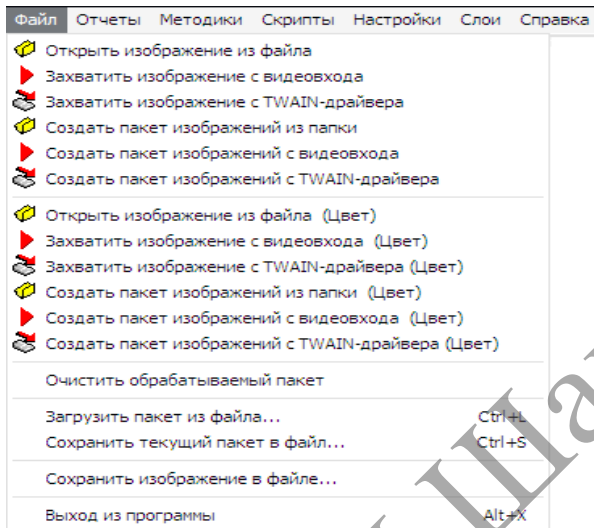 Файл Отчеты Методики Скрипты Настройки Слои Справка
Открыть изображение из файла
Захватить изображение с видеовхода
Захватить изображение с TWAIN-драйвера
Создать пакет изображений из папки
Создать пакет изображений с видеовхода
Создать пакет изображений с TWAIN-драйвера
Открыть изображение из файла (Цвет)
Захватить изображение с видеовхода (Цвет)
Захватить изображение с TWAIN-драйвера (Цвет)
Создать пакет изображений из папки (Цвет)
Создать пакет изображений с видеовхода (Цвет)
Создать пакет изображений с TWAIN-драйвера (Цвет)
Очистить обрабатываемый пакет
Загрузить пакет из файла... Ctrl+L
Сохранить текущий пакет в файл... Ctrl+S
Сохранить изображение в файле...
Выход из программы Alt+X